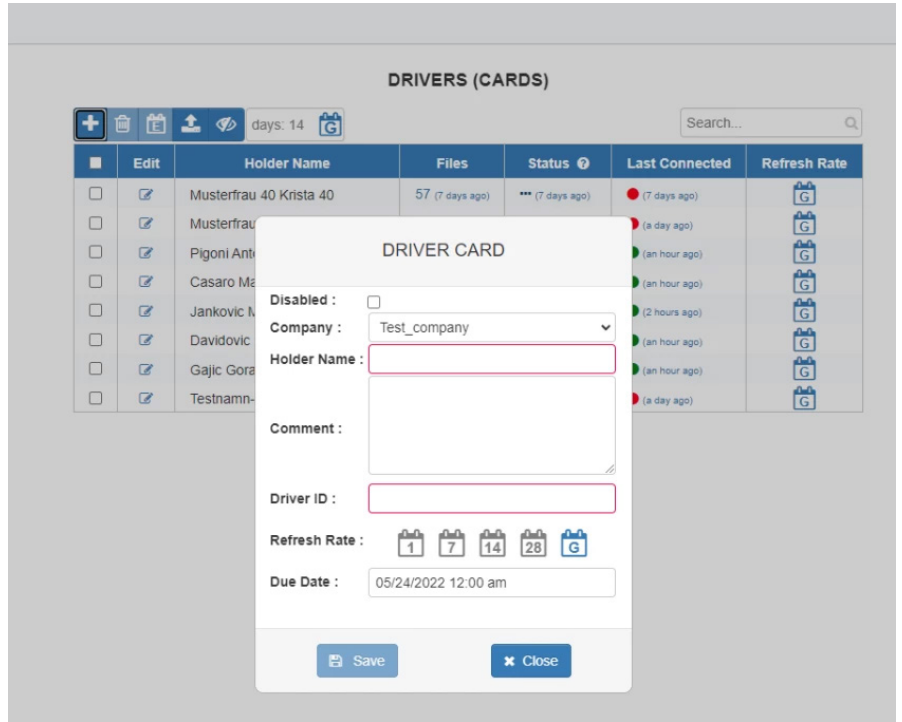 DRIVERS (CARDS)
E days: 14 G Search...
Edit Holder Name Files Status ? Last Connected Refresh Rate
Musterfrau 40 Krista 40 57 (7 days ago) ••• (7 days ago) (7 days ago) G
Musterfrau (a day ago) G
Pigoni Ant (an hour ago) G
Casaro Ma (an hour ago) G
Jankovic (2 hours ago) G
Davidovic (an hour ago) G
Gajic Gora (an hour ago) G
Testnamn- (a day ago) G
DRIVER CARD
Disabled :
Company : Test_company
Holder Name :
Comment :
Driver ID :
Refresh Rate : 1 7 14 28 G
Due Date : 05/24/2022 12:00 am
Save Close